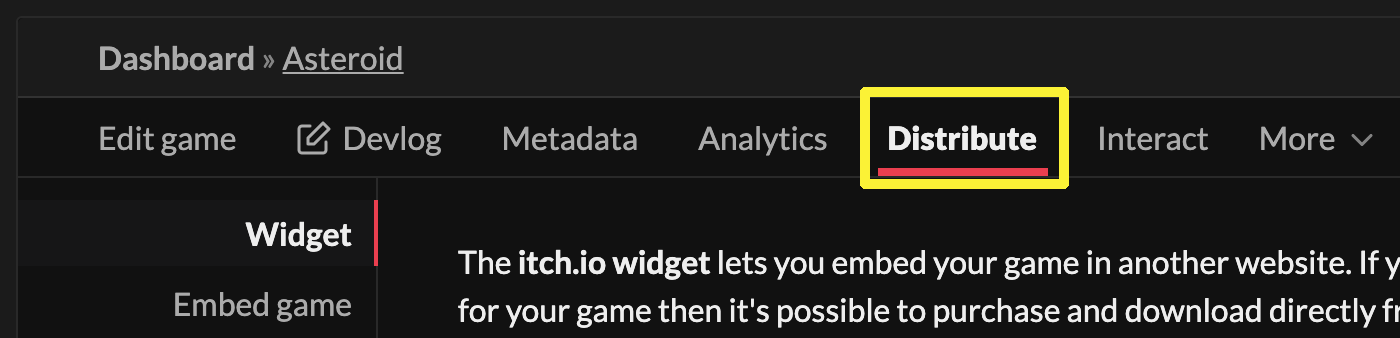 Dashboard » Asteroid
Edit game Devlog Metadata Analytics Distribute Interact More
Widget
Embed game
The itch.io widget lets you embed your game in another website. If y
for your game then it's possible to purchase and download directly fr